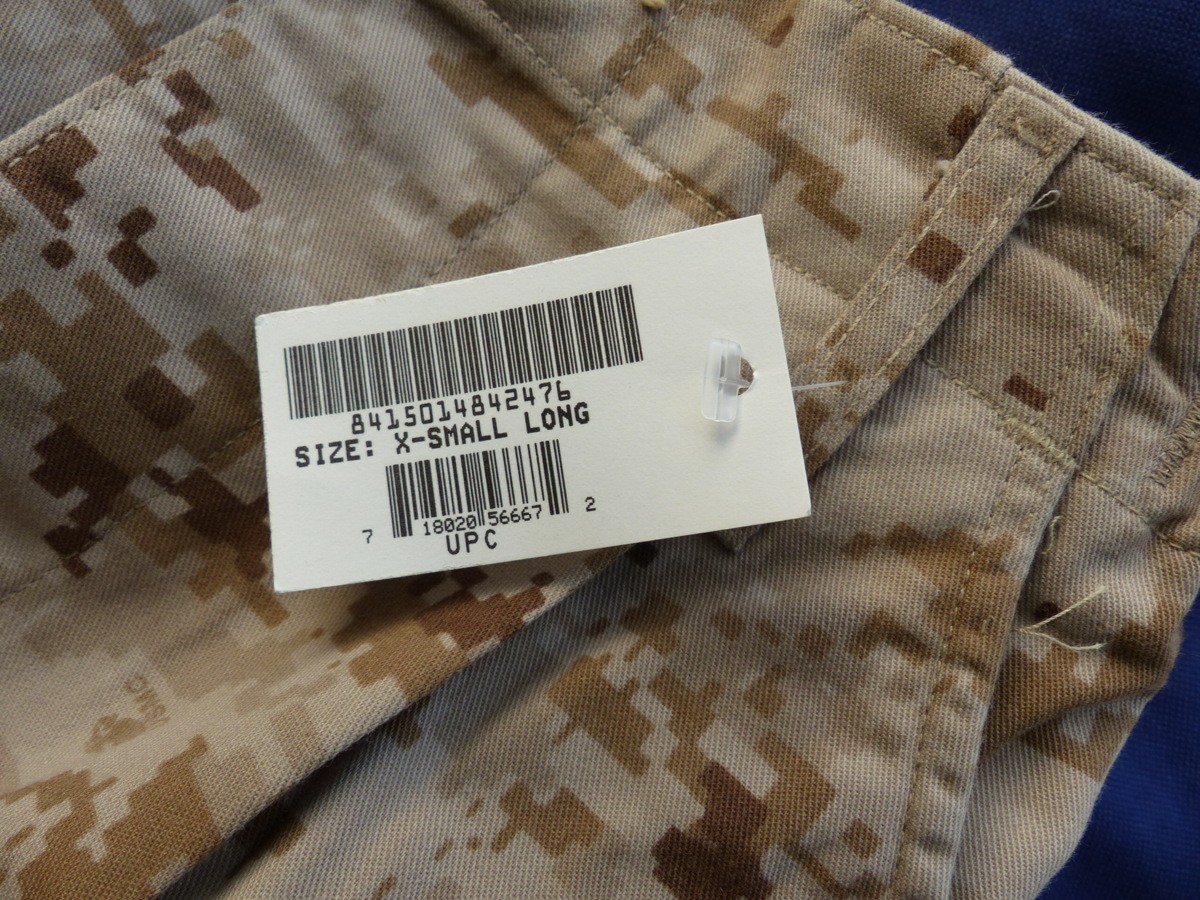 8415014842476
SIZE: X-SMALL LONG
7 18020 56667 2
UPC